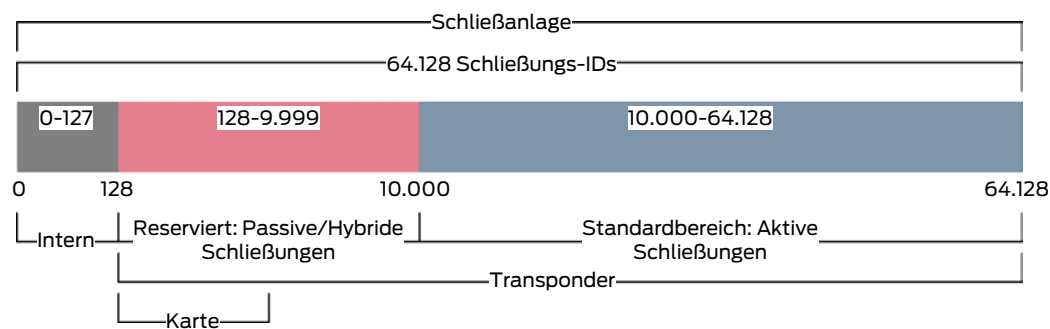 Schließanlage
64.128 Schließungs-IDs
0-127
128-9.999
10.000-64.128
0
128
10.000
64.128
Intern
Reserviert: Passive/Hybride
Schließungen
Standardbereich: Aktive
Schließungen
Transponder
Karte